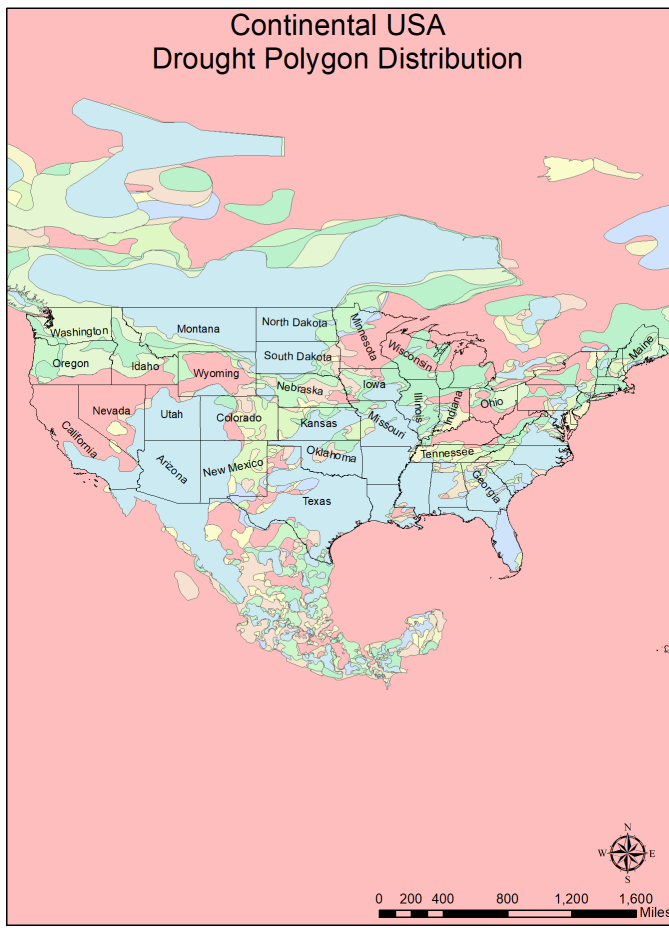 Continental USA
Drought Polygon Distribution
Washington
Montana
North Dakota
Minnesota
Maine
Oregon
Idaho
South Dakota
Wisconsin
Wyoming
Nebraska
Iowa
Nevada
Utah
Colorado
Kansas
Missouri
Illinois
Indiana
Ohio
California
Arizona
New Mexico
Oklahoma
Tennessee
Georgia
Texas
N
W
E
S
0 200 400 800 1,200 1,600
Miles